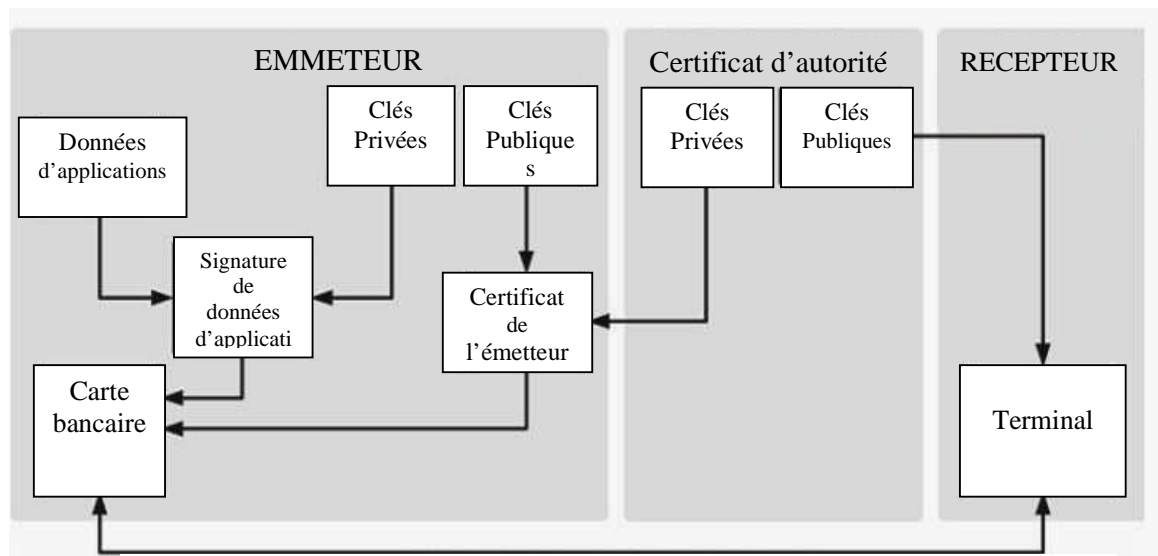 EMMETEUR
Données
d'applications
Clés
Privées
Clés
Publique
s
Signature
de
données
d'applicati
Certificat
de
l'émetteur
Carte
bancaire
Certificat d'autorité
Clés
Privées
Clés
Publiques
RECEPTEUR
Terminal